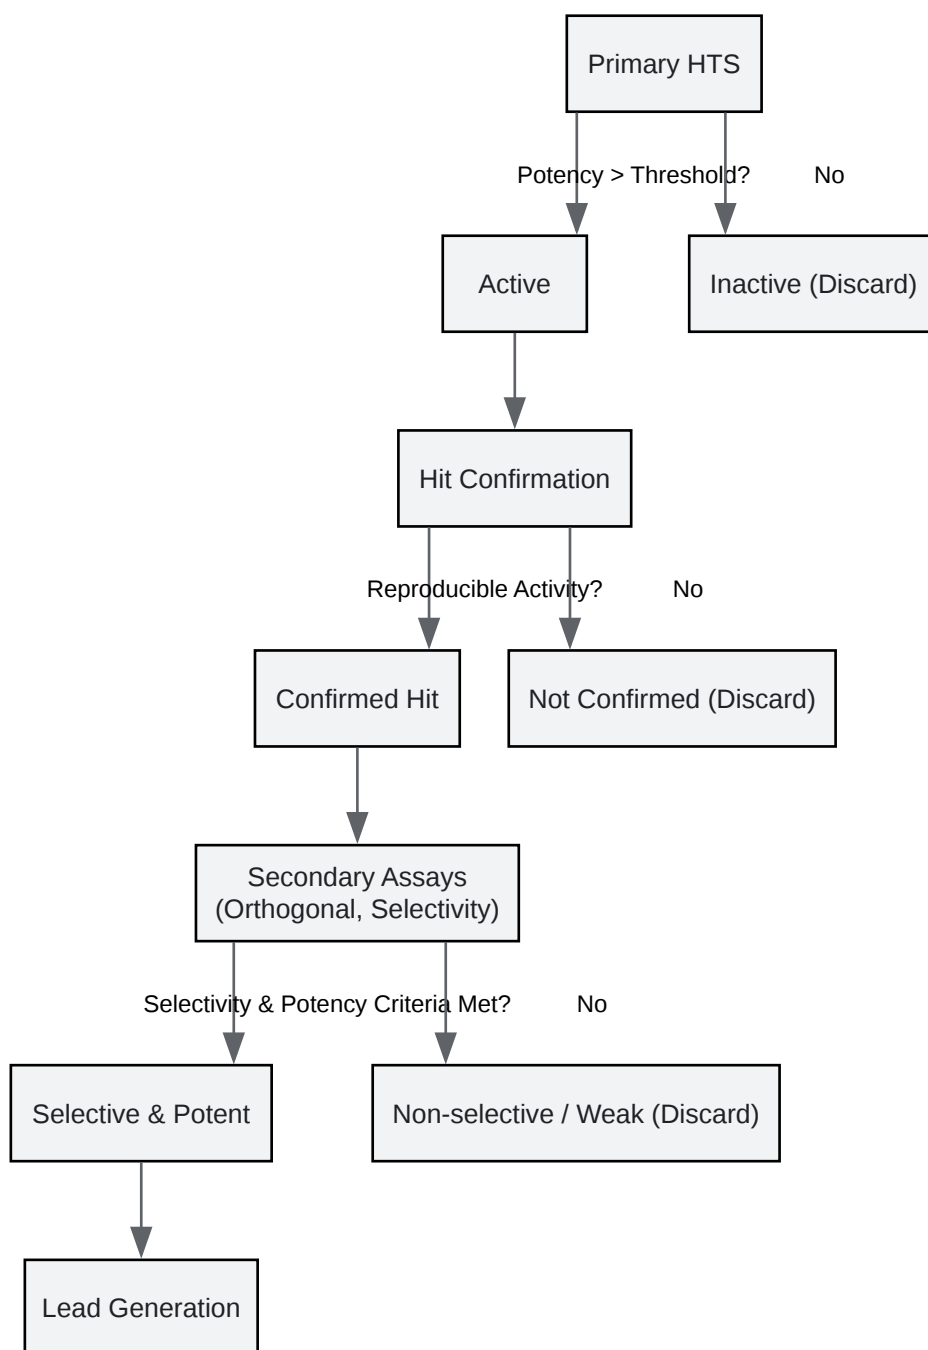 Primary HTS
Potency > Threshold?
No
Active
Inactive (Discard)
Hit Confirmation
Reproducible Activity?
No
Confirmed Hit
Not Confirmed (Discard)
Secondary Assays
(Orthogonal, Selectivity)
Selectivity & Potency Criteria Met?
No
Selective & Potent
Non-selective / Weak (Discard)
Lead Generation